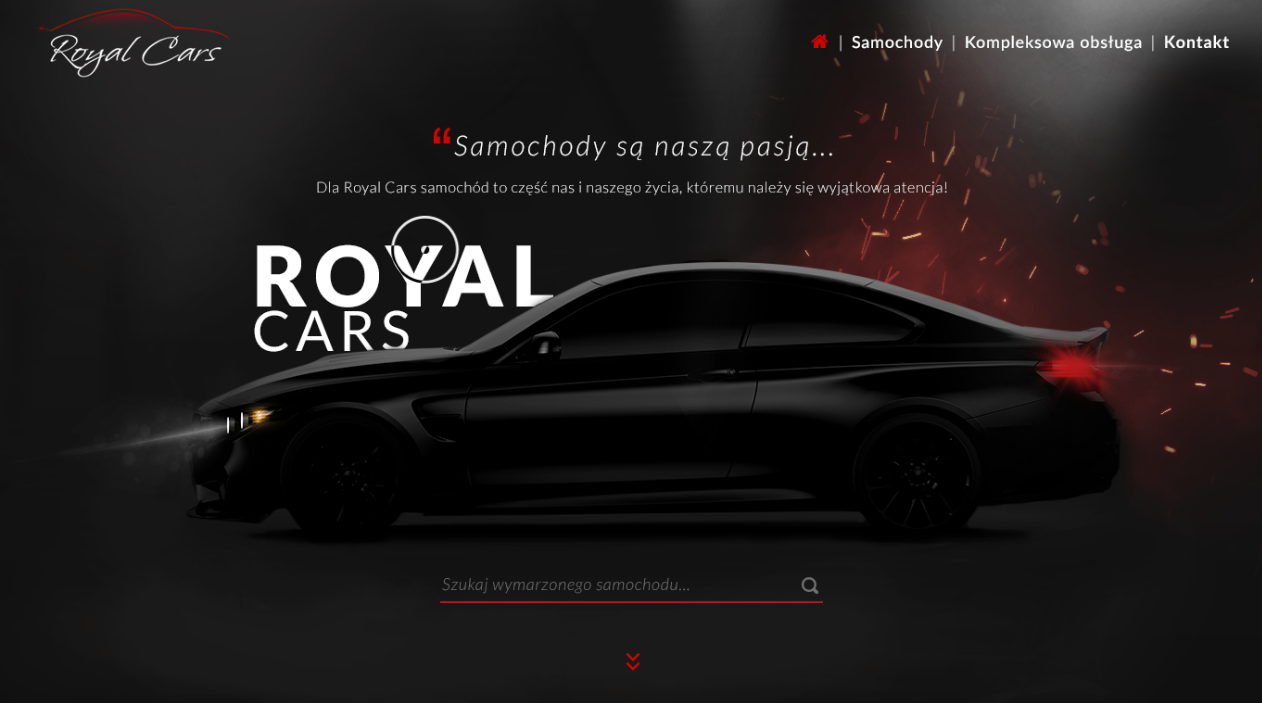 Royal Cars
| Samochody | Kompleksowa obsługa | Kontakt
“Samochody są naszą pasją...
Dla Royal Cars samochód to część nas i naszego życia, któremu należy się wyjątkowa atencja!
ROYAL
CARS
Szukaj wymarzonego samochodu...